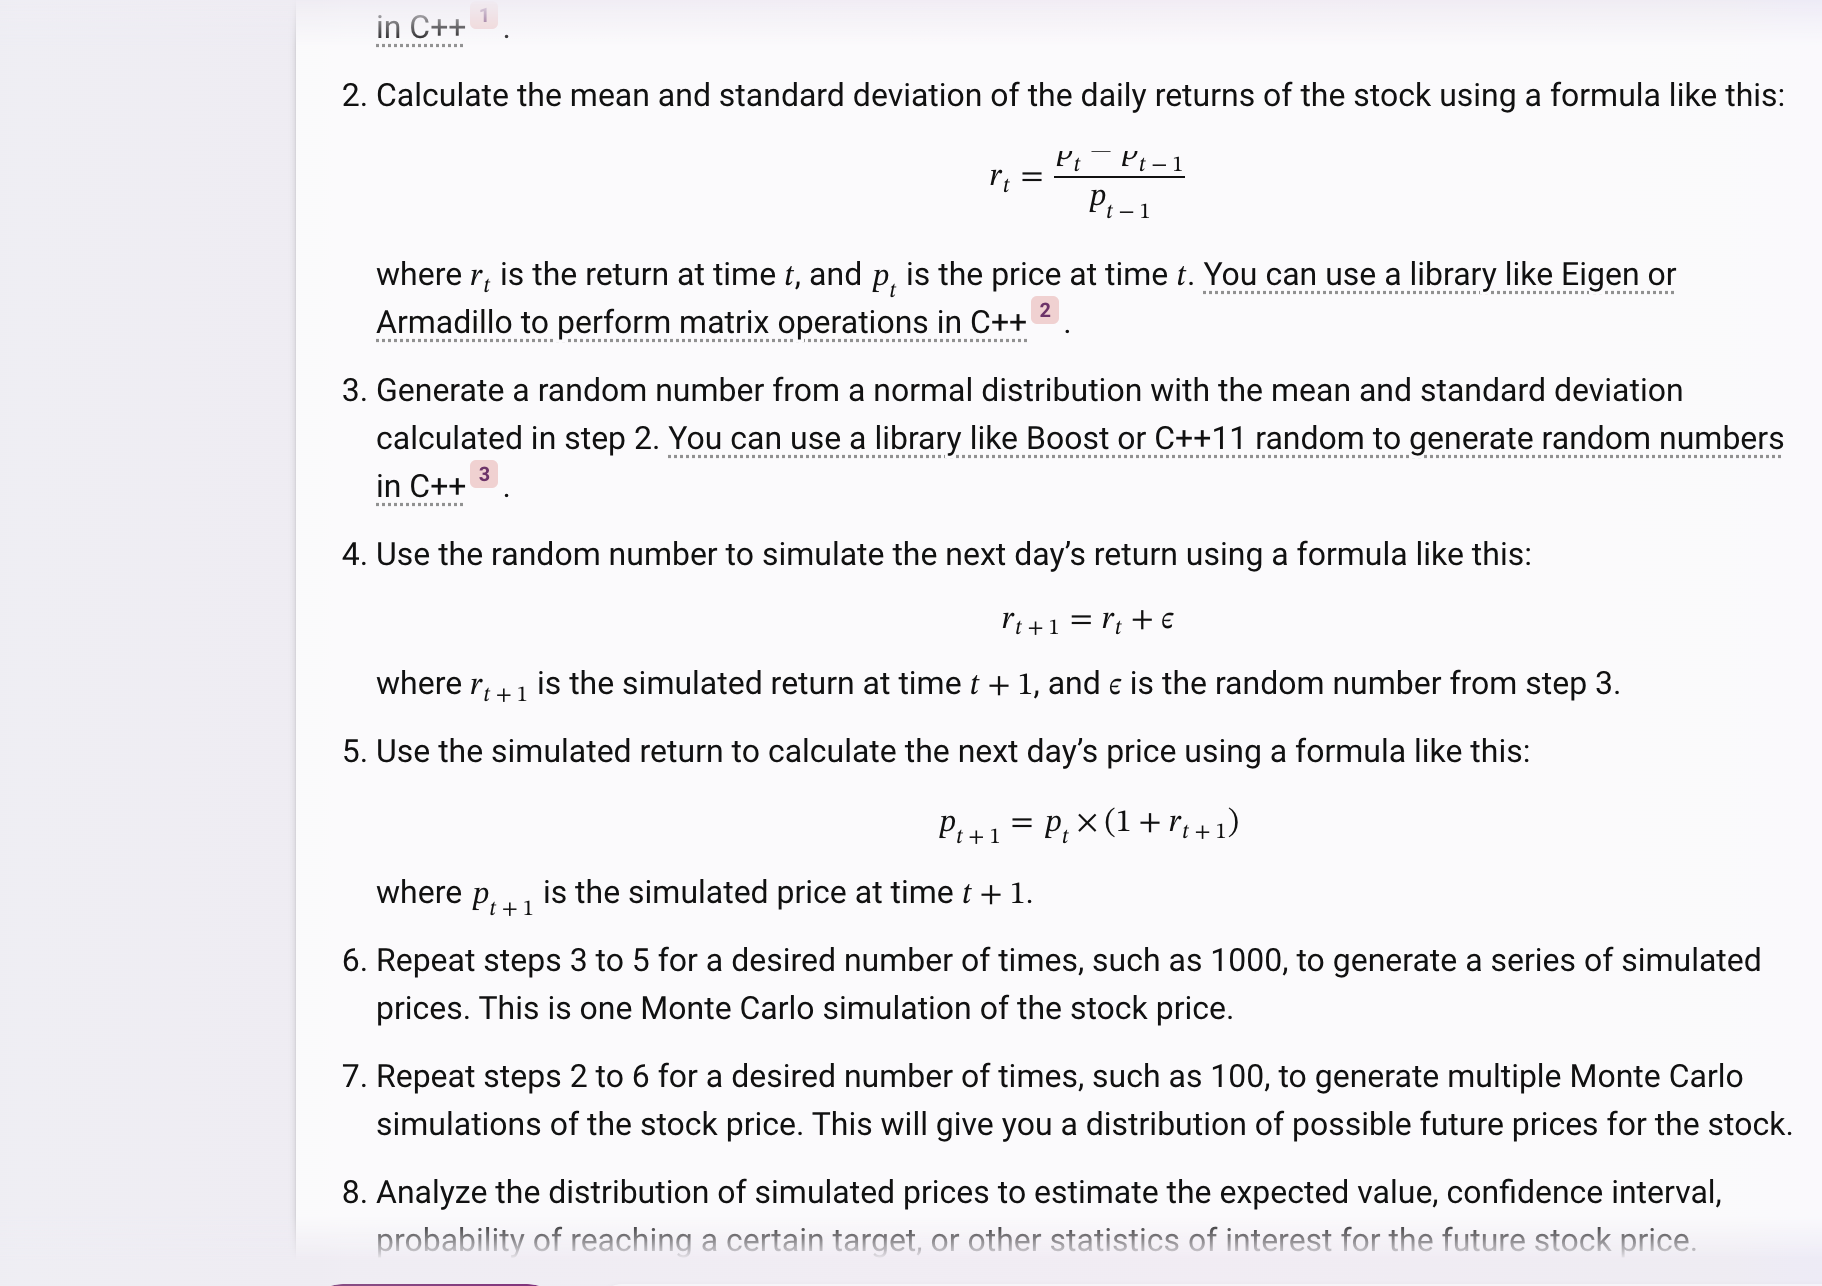 in C++ 1 .
2. Calculate the mean and standard deviation of the daily returns of the stock using a formula like this:
r_t = (p_t − p_{t−1}) / p_{t−1}
where r_t is the return at time t, and p_t is the price at time t. You can use a library like Eigen or
Armadillo to perform matrix operations in C++ 2 .
3. Generate a random number from a normal distribution with the mean and standard deviation
calculated in step 2. You can use a library like Boost or C++11 random to generate random numbers
in C++ 3 .
4. Use the random number to simulate the next day’s return using a formula like this:
r_{t+1} = r_t + ϵ
where r_{t+1} is the simulated return at time t + 1, and ϵ is the random number from step 3.
5. Use the simulated return to calculate the next day’s price using a formula like this:
p_{t+1} = p_t × (1 + r_{t+1})
where p_{t+1} is the simulated price at time t + 1.
6. Repeat steps 3 to 5 for a desired number of times, such as 1000, to generate a series of simulated
prices. This is one Monte Carlo simulation of the stock price.
7. Repeat steps 2 to 6 for a desired number of times, such as 100, to generate multiple Monte Carlo
simulations of the stock price. This will give you a distribution of possible future prices for the stock.
8. Analyze the distribution of simulated prices to estimate the expected value, confidence interval,
probability of reaching a certain target, or other statistics of interest for the future stock price.